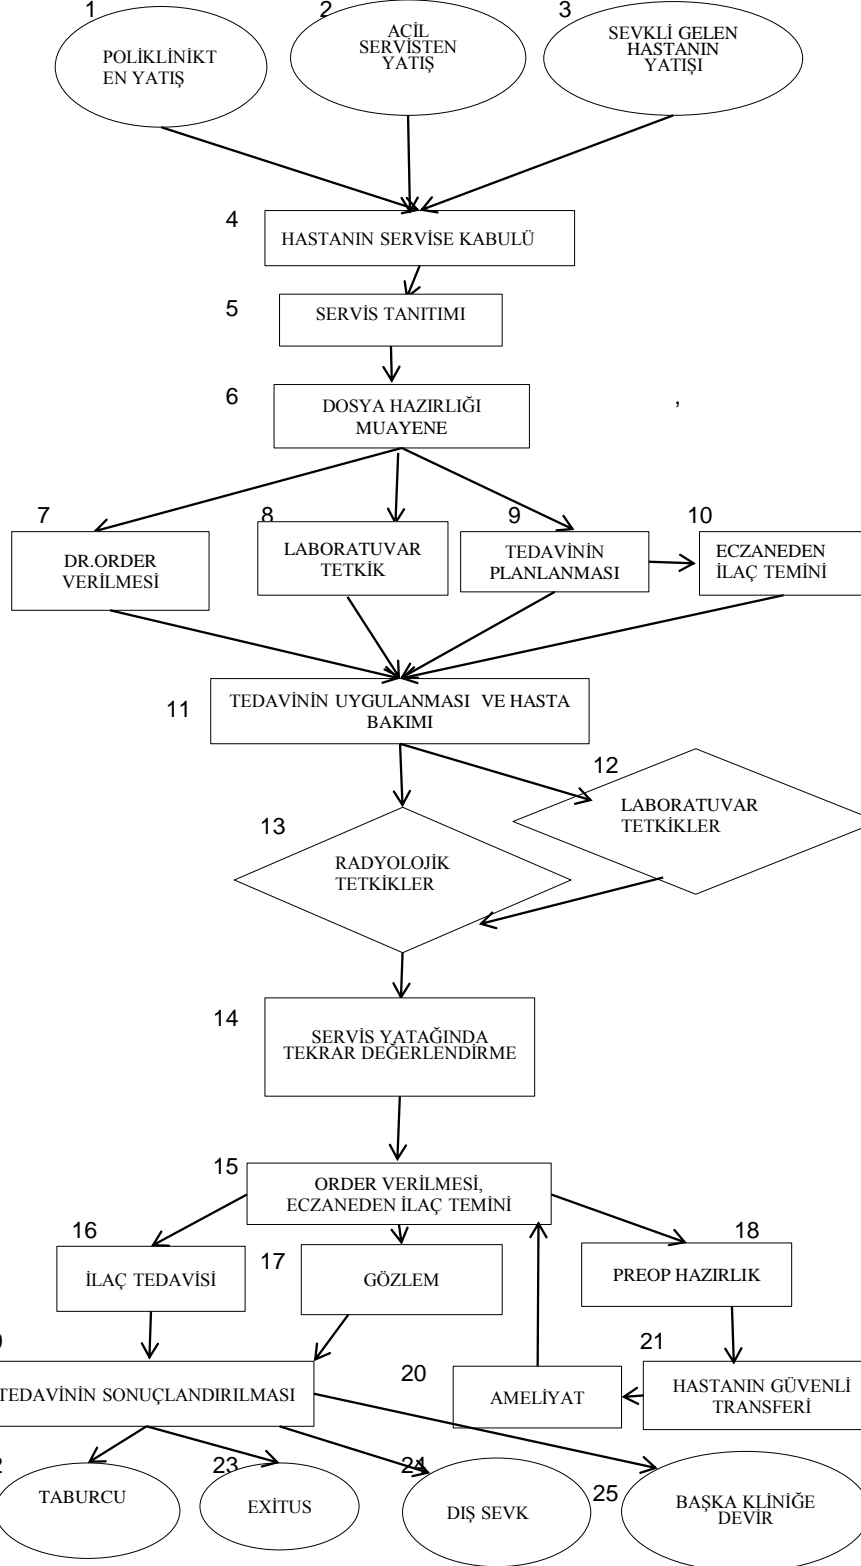 1
POLİKLİNİKT
EN YATIŞ
2
ACİL
SERVİSTEN
YATIŞ
3
SEVKLİ GELEN
HASTANIN
YATIŞI
4
HASTANIN SERVİSE KABULÜ
5
SERVİS TANITIMI
6
DOSYA HAZIRLIĞI
MUAYENE
,
7
DR.ORDER
VERİLMESİ
8
LABORATUVAR
TETKİK
9
TEDAVİNİN
PLANLANMASI
10
ECZANEDEN
İLAÇ TEMİNİ
11
TEDAVİNİN UYGULANMASI VE HASTA
BAKIMI
12
LABORATUVAR
TETKİKLER
13
RADYOLOJİK
TETKİKLER
14
SERVİS YATAĞINDA
TEKRAR DEĞERLENDİRME
15
ORDER VERİLMESİ,
ECZANEDEN İLAÇ TEMİNİ
16
İLAÇ TEDAVİSİ
17
GÖZLEM
18
PREOP HAZIRLIK
TEDAVİNİN SONUÇLANDIRILMASI
20
AMELİYAT
21
HASTANIN GÜVENLİ
TRANSFERİ
2
TABURCU
23
EXİTUS
24
DIŞ SEVK
25
BAŞKA KLİNİĞE
DEVİR